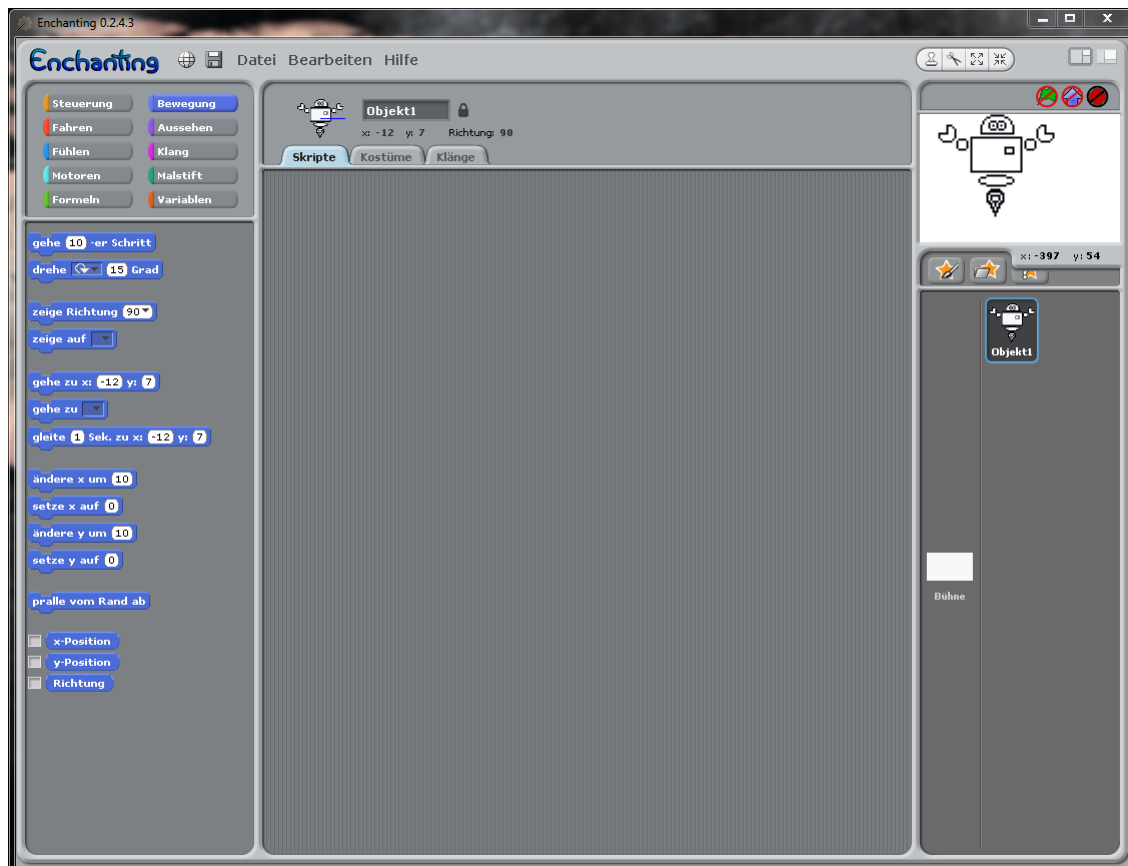 Enchanting 0.2.4.3
Enchanting Datei Bearbeiten Hilfe
Steuerung Bewegung
Fahren Aussehen
Fühlen Klang
Motoren Malstift
Formeln Variablen
Objekt1
x: -12 y: 7 Richtung: 90
Skripte Kostüme Klänge
gehe 10 -er Schritt
drehe 15 Grad
zeige Richtung 90
zeige auf
gehe zu x: -12 y: 7
gehe zu
gleite 1 Sek. zu x: -12 y: 7
ändere x um 10
setze x auf 0
ändere y um 10
setze y auf 0
pralle vom Rand ab
x-Position
y-Position
Richtung
x: -397 y: 54
Objekt1
Bühne